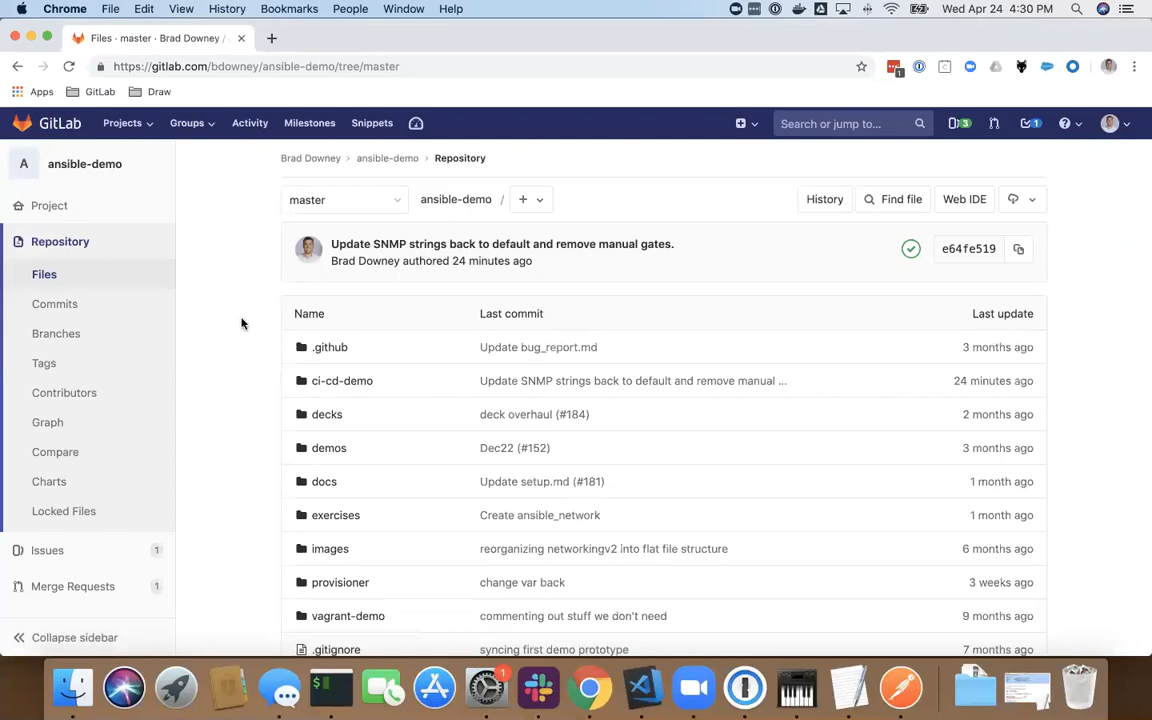 Chrome File Edit View History Bookmarks People Window Help Wed Apr 24 4:30 PM
Files · master · Brad Downey /
https://gitlab.com/bdowney/ansible-demo/tree/master
1
Apps GitLab Draw
GitLab Projects Groups Activity Milestones Snippets Search or jump to... 3 1
A ansible-demo
Project
Repository
Files
Commits
Branches
Tags
Contributors
Graph
Compare
Charts
Locked Files
Issues 1
Merge Requests 1
Collapse sidebar
Brad Downey › ansible-demo › Repository
master ansible-demo / + History Find file Web IDE
Update SNMP strings back to default and remove manual gates.
Brad Downey authored 24 minutes ago
e64fe519
Name Last commit Last update
.github Update bug_report.md 3 months ago
ci-cd-demo Update SNMP strings back to default and remove manual ... 24 minutes ago
decks deck overhaul (#184) 2 months ago
demos Dec22 (#152) 3 months ago
docs Update setup.md (#181) 1 month ago
exercises Create ansible_network 1 month ago
images reorganizing networkingv2 into flat file structure 6 months ago
provisioner change var back 3 weeks ago
vagrant-demo commenting out stuff we don't need 9 months ago
.gitignore syncing first demo prototype 7 months ago
1